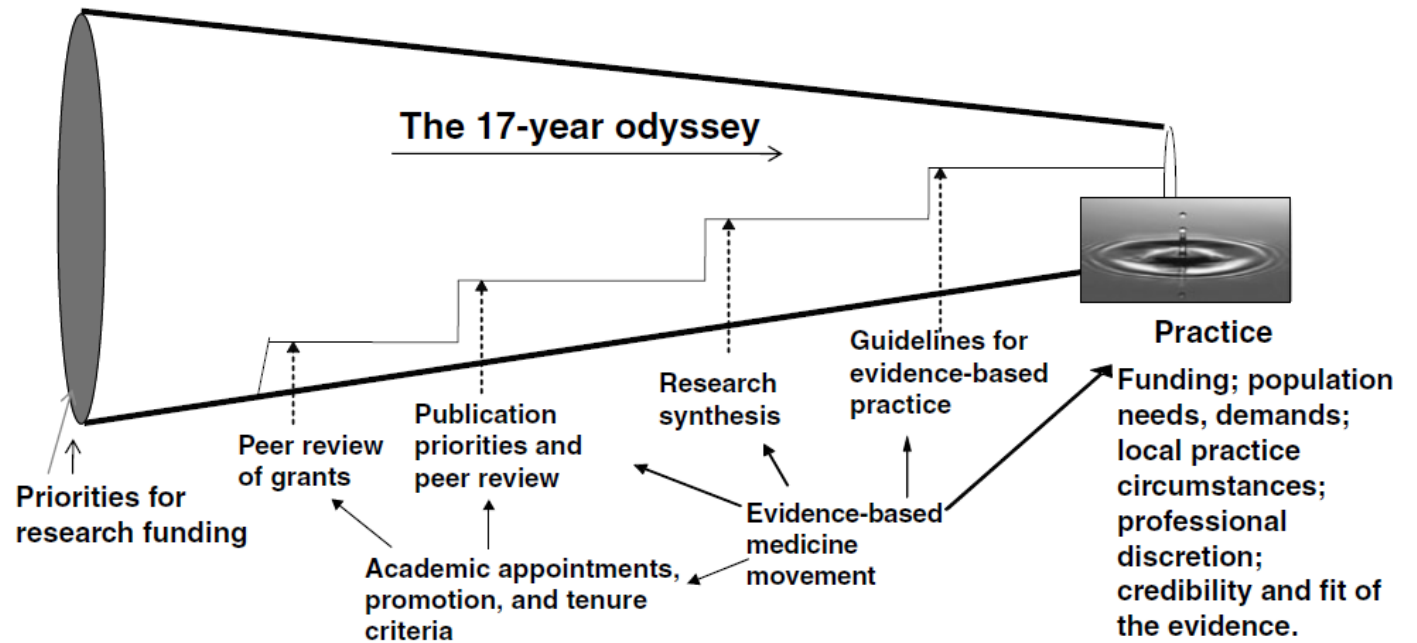 The 17-year odyssey
Practice
Funding; population
needs, demands;
local practice
circumstances;
professional
discretion;
credibility and fit of
the evidence.
Guidelines for
evidence-based
practice
Research
synthesis
Publication
priorities and
peer review
Peer review
of grants
Priorities for
research funding
Evidence-based
medicine
movement
Academic appointments,
promotion, and tenure
criteria